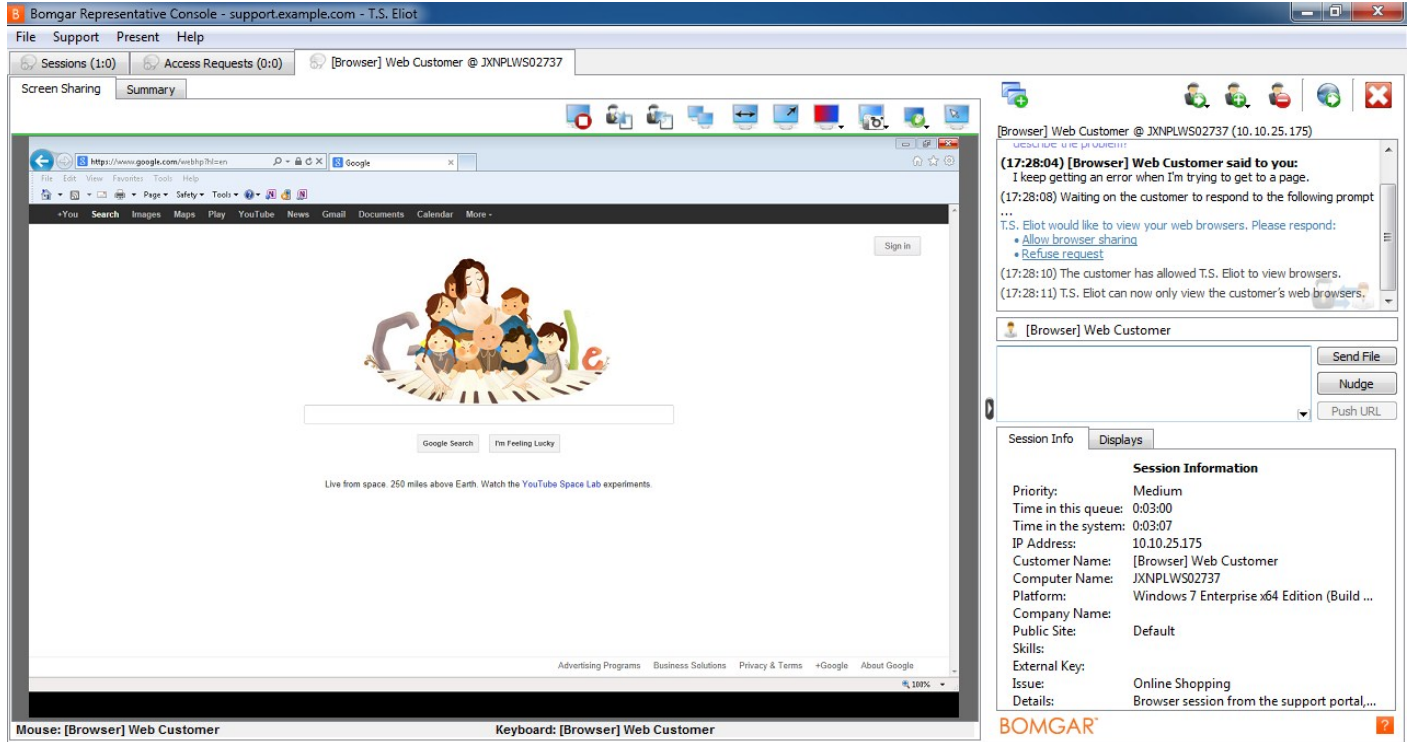 Bomgar Representative Console - support.example.com - T.S. Eliot
File Support Present Help
Sessions (1:0) Access Requests (0:0) [Browser] Web Customer @ JXNPLWS02737
Screen Sharing Summary
[Browser] Web Customer @ JXNPLWS02737 (10.10.25.175)
describe the problem?
(17:28:04) [Browser] Web Customer said to you:
I keep getting an error when I'm trying to get to a page.
(17:28:08) Waiting on the customer to respond to the following prompt
...
T.S. Eliot would like to view your web browsers. Please respond:
• Allow browser sharing
• Refuse request
(17:28:10) The customer has allowed T.S. Eliot to view browsers.
(17:28:11) T.S. Eliot can now only view the customer's web browsers.
[Browser] Web Customer
Send File
Nudge
Push URL
https://www.google.com/webhp?hl=en Google
File Edit View Favorites Tools Help
Page Safety Tools
+You Search Images Maps Play YouTube News Gmail Documents Calendar More
Sign in
Google
Google Search I'm Feeling Lucky
Live from space. 250 miles above Earth. Watch the YouTube Space Lab experiments.
Advertising Programs Business Solutions Privacy & Terms +Google About Google
100%
Mouse: [Browser] Web Customer Keyboard: [Browser] Web Customer
Session Info Displays
Session Information
Priority: Medium
Time in this queue: 0:03:00
Time in the system: 0:03:07
IP Address: 10.10.25.175
Customer Name: [Browser] Web Customer
Computer Name: JXNPLWS02737
Platform: Windows 7 Enterprise x64 Edition (Build ...
Company Name:
Public Site: Default
Skills:
External Key:
Issue: Online Shopping
Details: Browser session from the support portal,...
BOMGAR